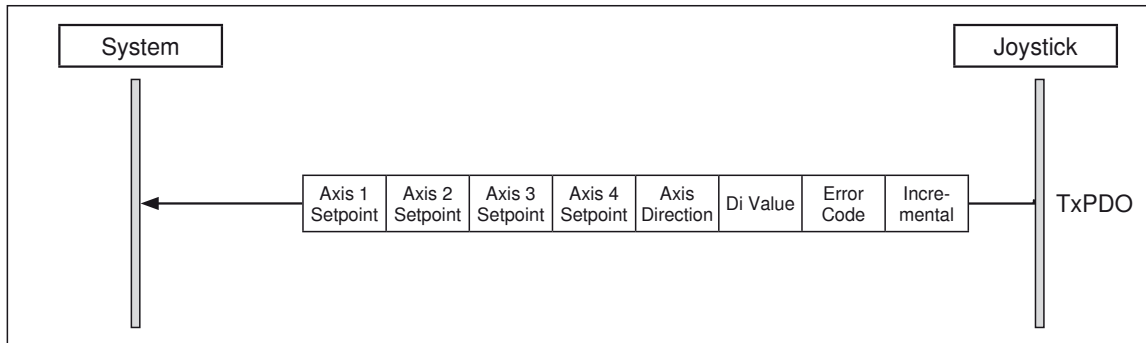 System
Joystick
Axis 1
Setpoint
Axis 2
Setpoint
Axis 3
Setpoint
Axis 4
Setpoint
Axis
Direction
Di Value
Error
Code
Incre-
mental
TxPDO